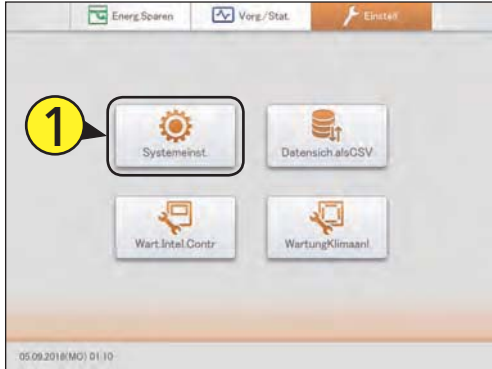 Energ.Sparen Vorg./Stat. Einstell
1
Systemeinst. Datensich.alsCSV
Wart.Intel.Contr WartungKlimaanl.
05.09.2018(MO) 01:10